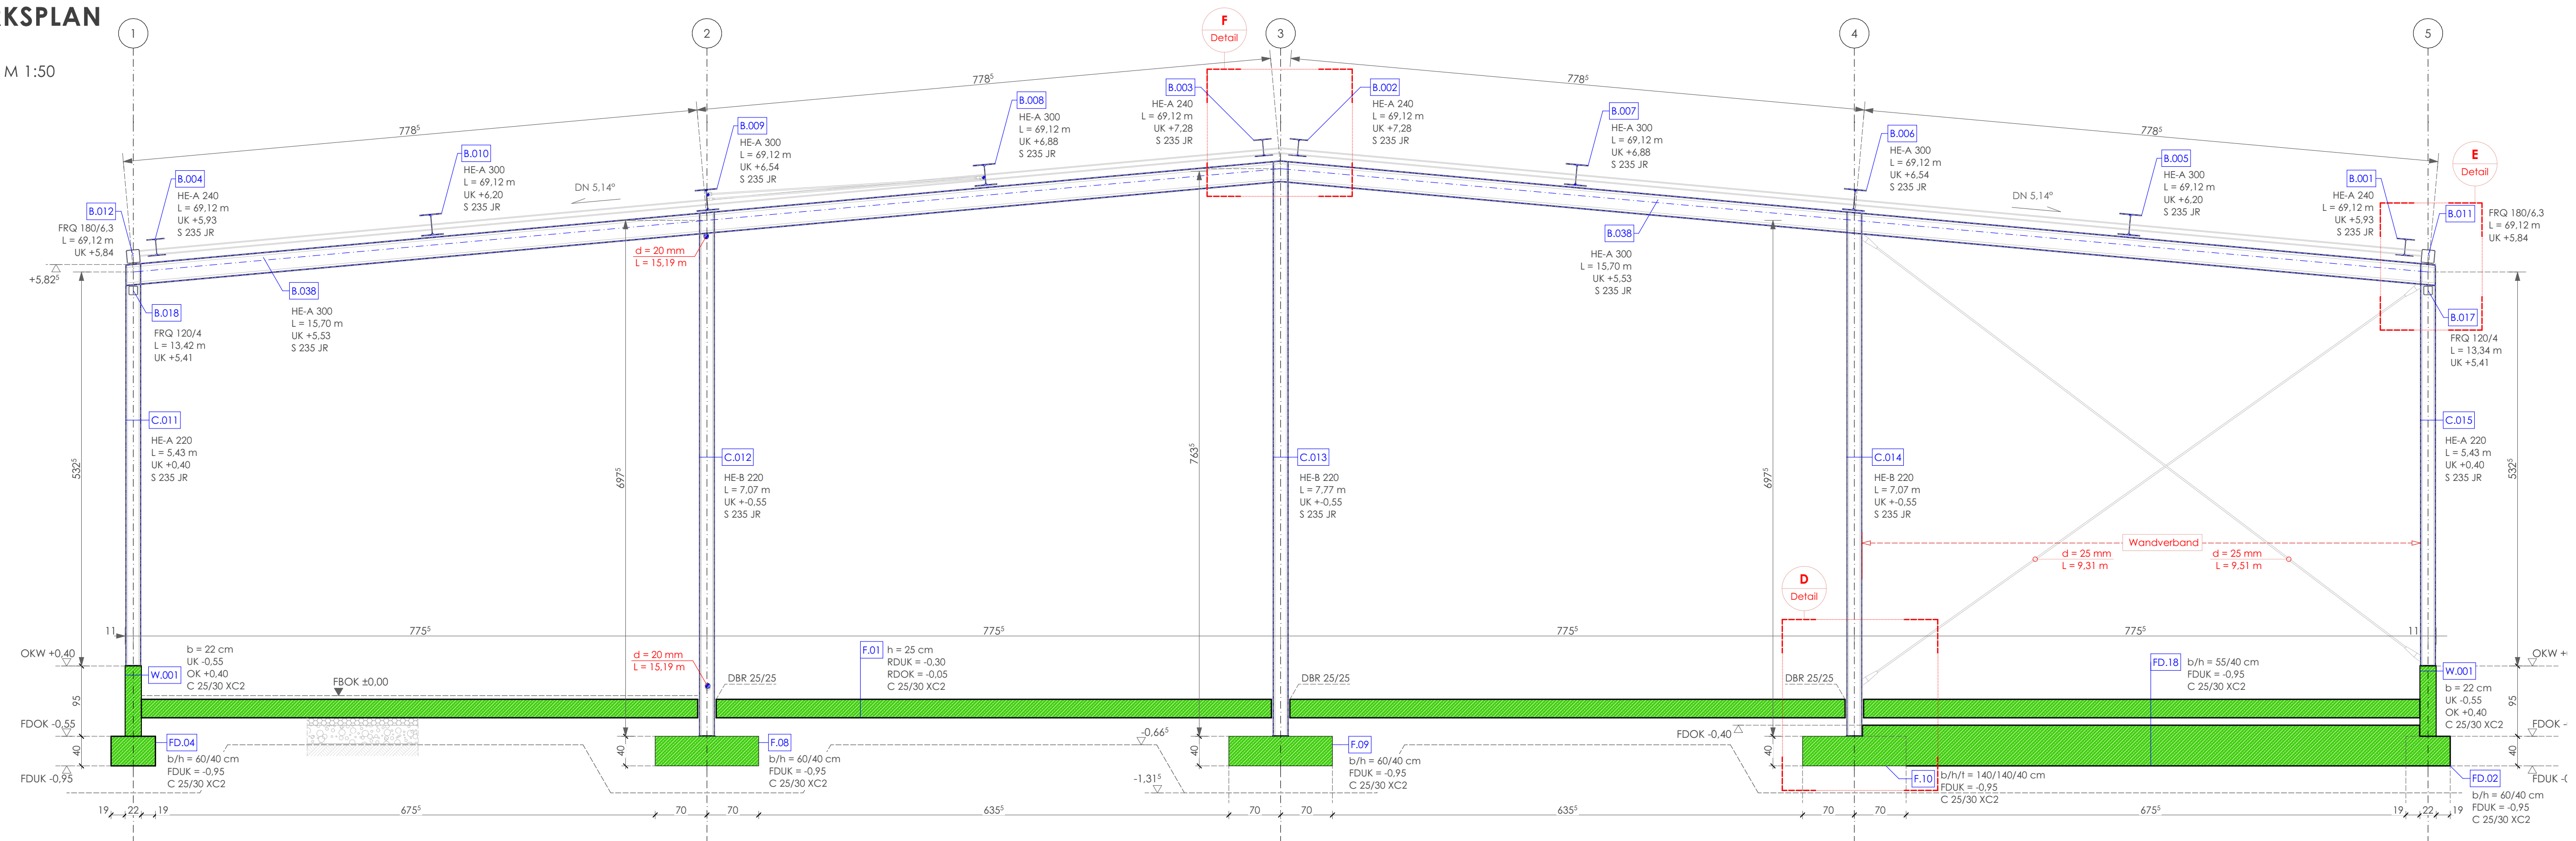 RKSPLAN
M 1:50
1
2
3
4
5
F
Detail
E
Detail
D
Detail
778⁵
778⁵
778⁵
778⁵
B.012
FRQ 180/6,3
L = 69,12 m
UK +5,84
+5,82⁵
B.004
HE-A 240
L = 69,12 m
UK +5,93
S 235 JR
B.010
HE-A 300
L = 69,12 m
UK +6,20
S 235 JR
DN 5,14°
B.009
HE-A 300
L = 69,12 m
UK +6,54
S 235 JR
B.008
HE-A 300
L = 69,12 m
UK +6,88
S 235 JR
B.003
HE-A 240
L = 69,12 m
UK +7,28
S 235 JR
B.002
HE-A 240
L = 69,12 m
UK +7,28
S 235 JR
B.007
HE-A 300
L = 69,12 m
UK +6,88
S 235 JR
B.006
HE-A 300
L = 69,12 m
UK +6,54
S 235 JR
B.005
HE-A 300
L = 69,12 m
UK +6,20
S 235 JR
DN 5,14°
B.001
HE-A 240
L = 69,12 m
UK +5,93
S 235 JR
B.011
FRQ 180/6,3
L = 69,12 m
UK +5,84
B.018
FRQ 120/4
L = 13,42 m
UK +5,41
B.038
HE-A 300
L = 15,70 m
UK +5,53
S 235 JR
d = 20 mm
L = 15,19 m
B.038
HE-A 300
L = 15,70 m
UK +5,53
S 235 JR
B.017
FRQ 120/4
L = 13,34 m
UK +5,41
C.011
HE-A 220
L = 5,43 m
UK +0,40
S 235 JR
532⁵
697⁵
C.012
HE-B 220
L = 7,07 m
UK +-0,55
S 235 JR
763⁵
C.013
HE-B 220
L = 7,77 m
UK +-0,55
S 235 JR
697⁵
C.014
HE-B 220
L = 7,07 m
UK +-0,55
S 235 JR
C.015
HE-A 220
L = 5,43 m
UK +0,40
S 235 JR
532⁵
Wandverband
d = 25 mm
L = 9,31 m
d = 25 mm
L = 9,51 m
11
775⁵
775⁵
775⁵
775⁵
11
OKW +0,40
W.001
b = 22 cm
UK -0,55
OK +0,40
C 25/30 XC2
FBOK ±0,00
d = 20 mm
L = 15,19 m
DBR 25/25
F.01
h = 25 cm
RDUK = -0,30
RDOK = -0,05
C 25/30 XC2
DBR 25/25
DBR 25/25
FD.18
b/h = 55/40 cm
FDUK = -0,95
C 25/30 XC2
W.001
b = 22 cm
UK -0,55
OK +0,40
C 25/30 XC2
OKW +
95
95
FDOK -0,55
40
FDUK -0,95
FD.04
b/h = 60/40 cm
FDUK = -0,95
C 25/30 XC2
40
F.08
b/h = 60/40 cm
FDUK = -0,95
C 25/30 XC2
-0,66⁵
-1,31⁵
40
F.09
b/h = 60/40 cm
FDUK = -0,95
C 25/30 XC2
FDOK -0,40
40
F.10
b/h/t = 140/140/40 cm
FDUK = -0,95
C 25/30 XC2
FDOK -
40
FDUK -
FD.02
b/h = 60/40 cm
FDUK = -0,95
C 25/30 XC2
19
22
19
675⁵
70
70
635⁵
70
70
635⁵
70
70
675⁵
19
22
19